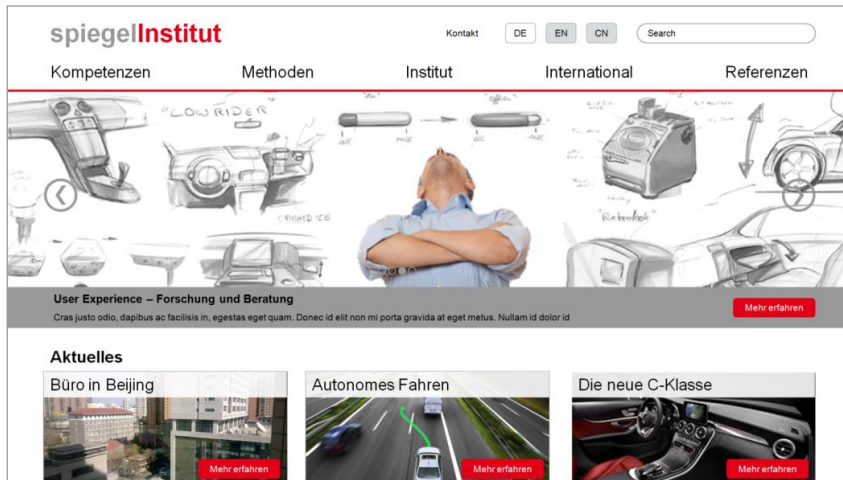 spiegelInstitut
Kontakt DE EN CN Search
Kompetenzen Methoden Institut International Referenzen
"LOWRIDER"
CRUSHED ICE
User Experience – Forschung und Beratung
Cras justo odio, dapibus ac facilisis in, egestas eget quam. Donec id elit non mi porta gravida at eget metus. Nullam id dolor id
Mehr erfahren
Aktuelles
Büro in Beijing
Mehr erfahren
Autonomes Fahren
Mehr erfahren
Die neue C-Klasse
Mehr erfahren